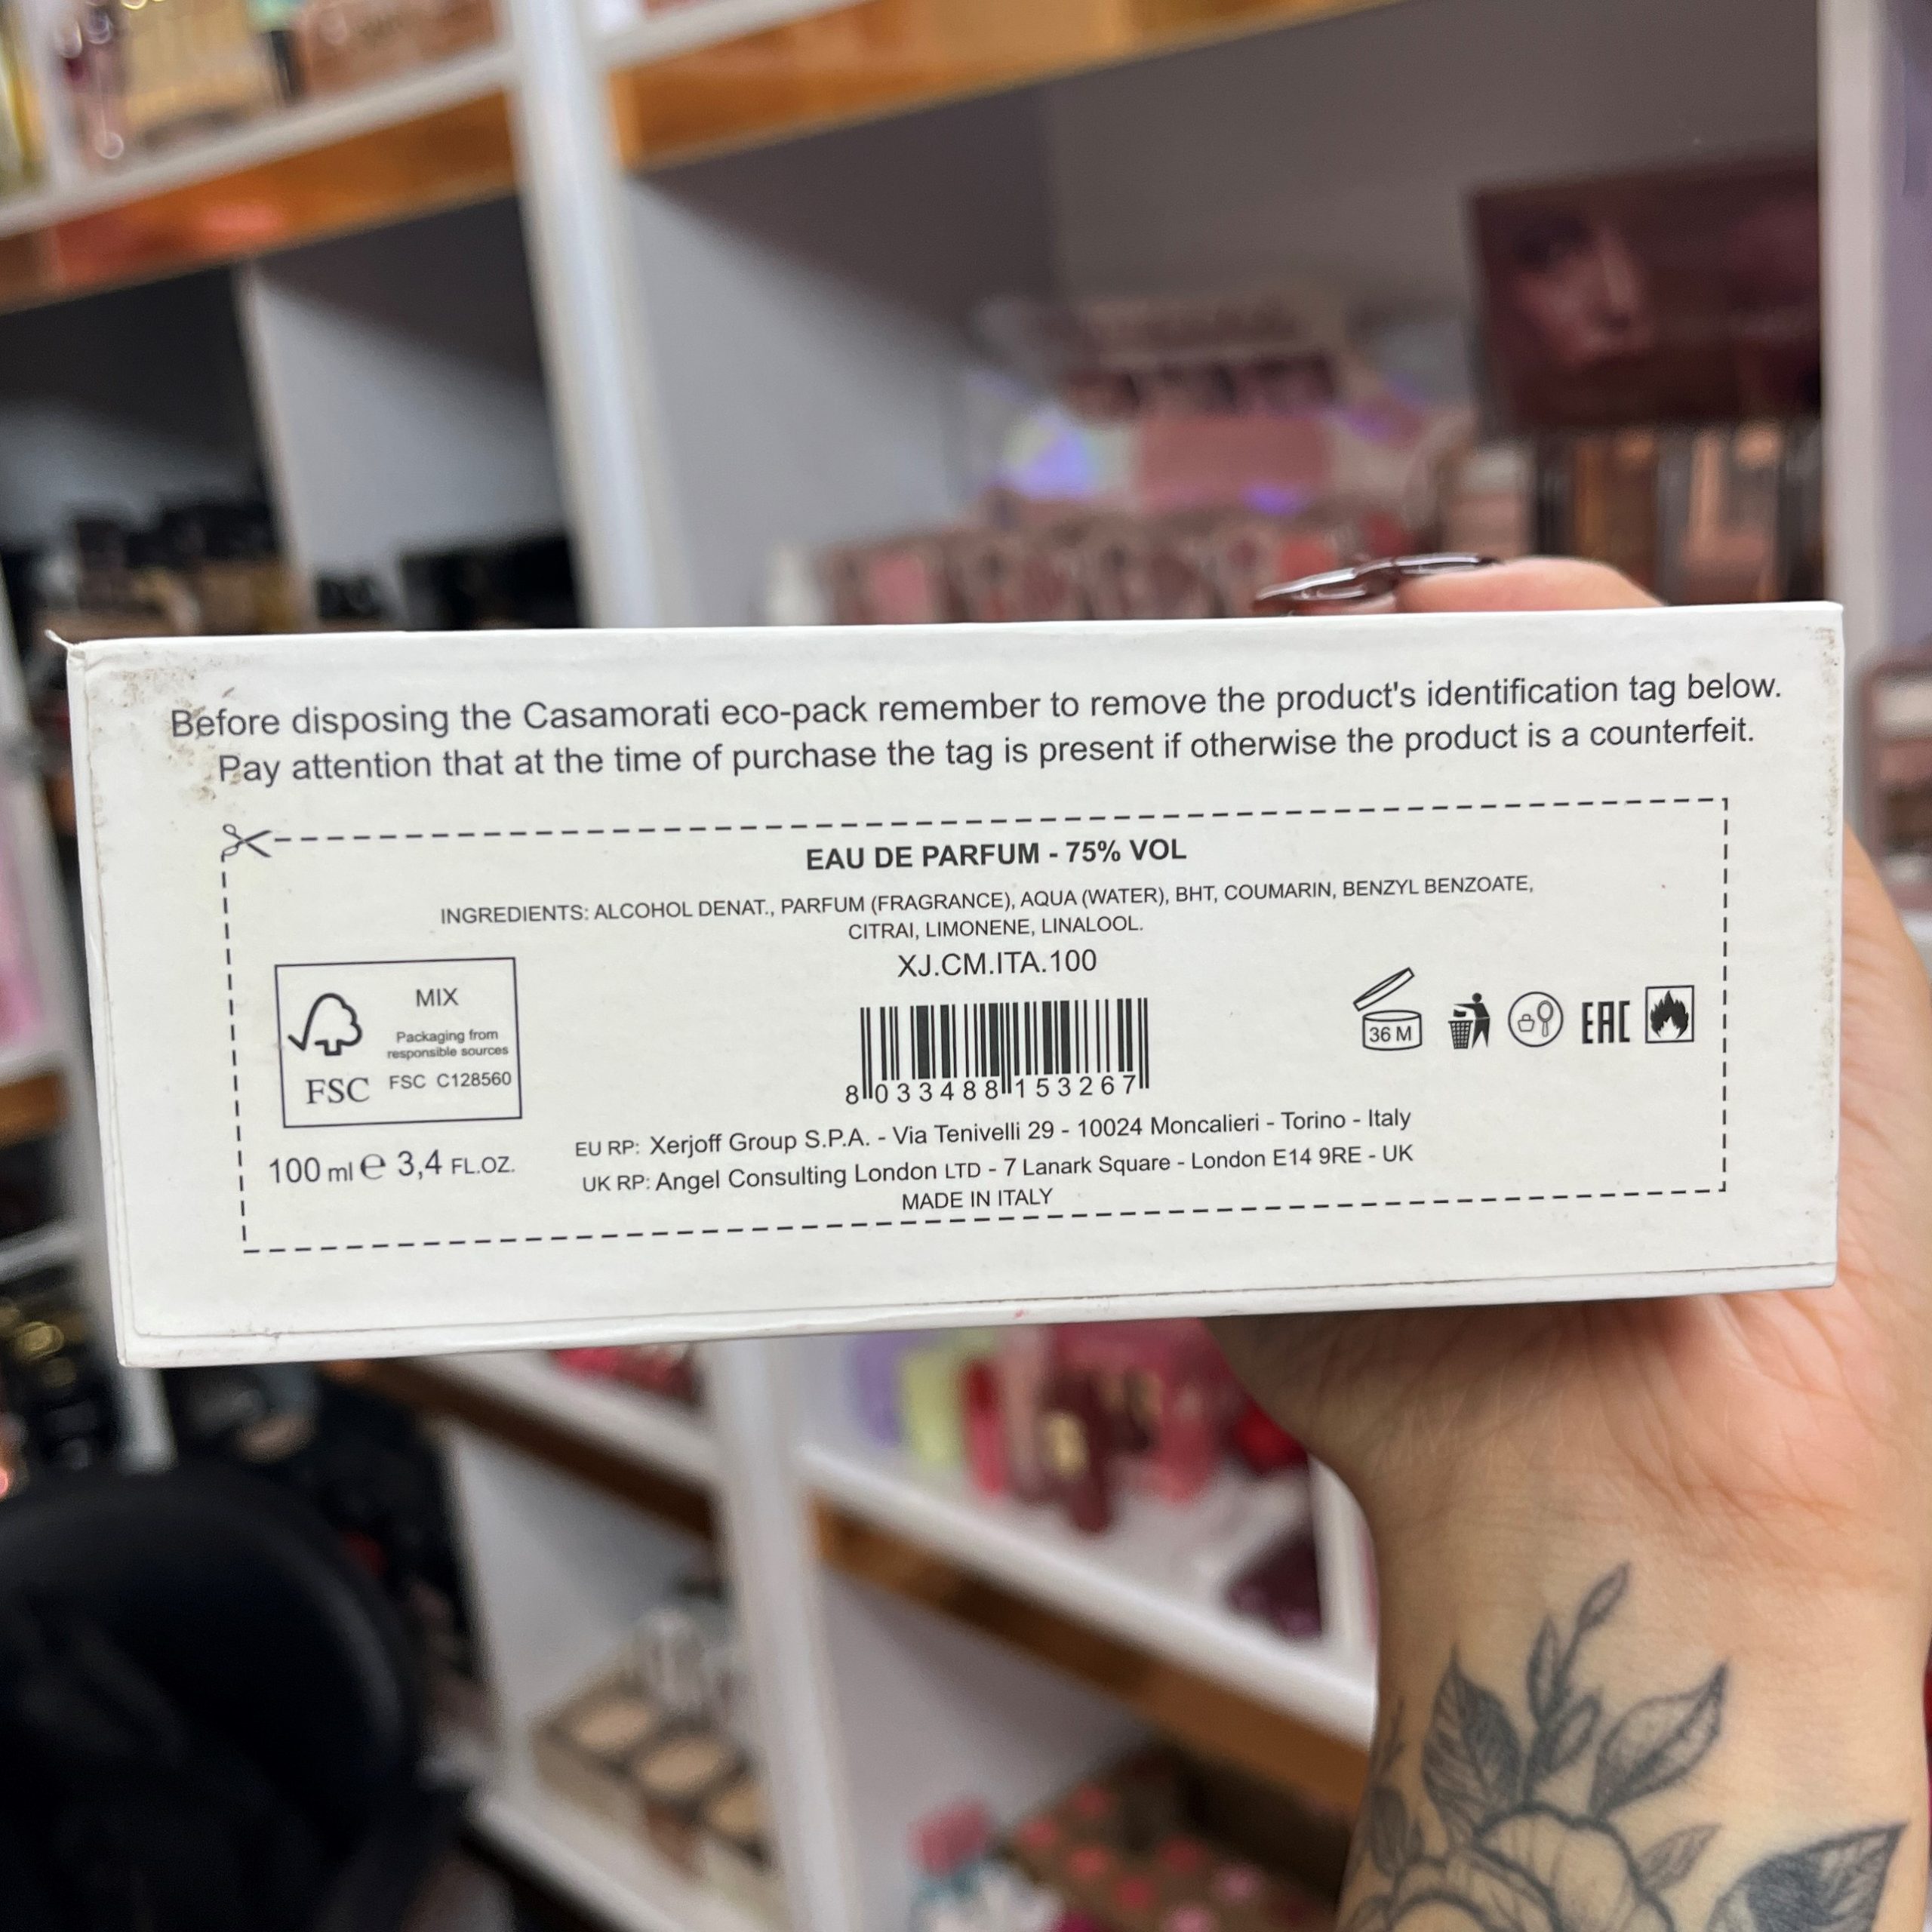 Before disposing the Casamorati eco-pack remember to remove the product's identification tag below.
Pay attention that at the time of purchase the tag is present if otherwise the product is a counterfeit.
EAU DE PARFUM - 75% VOL
INGREDIENTS: ALCOHOL DENAT., PARFUM (FRAGRANCE), AQUA (WATER), BHT, COUMARIN, BENZYL BENZOATE,
CITRAI, LIMONENE, LINALOOL.
XJ.CM.ITA.100
MIX
Packaging from
responsible sources
FSC
FSC C128560
8 033488 153267
36 M
EAC
100 ml e 3,4 FL.OZ.
EU RP: Xerjoff Group S.P.A. - Via Tenivelli 29 - 10024 Moncalieri - Torino - Italy
UK RP: Angel Consulting London LTD - 7 Lanark Square - London E14 9RE - UK
MADE IN ITALY